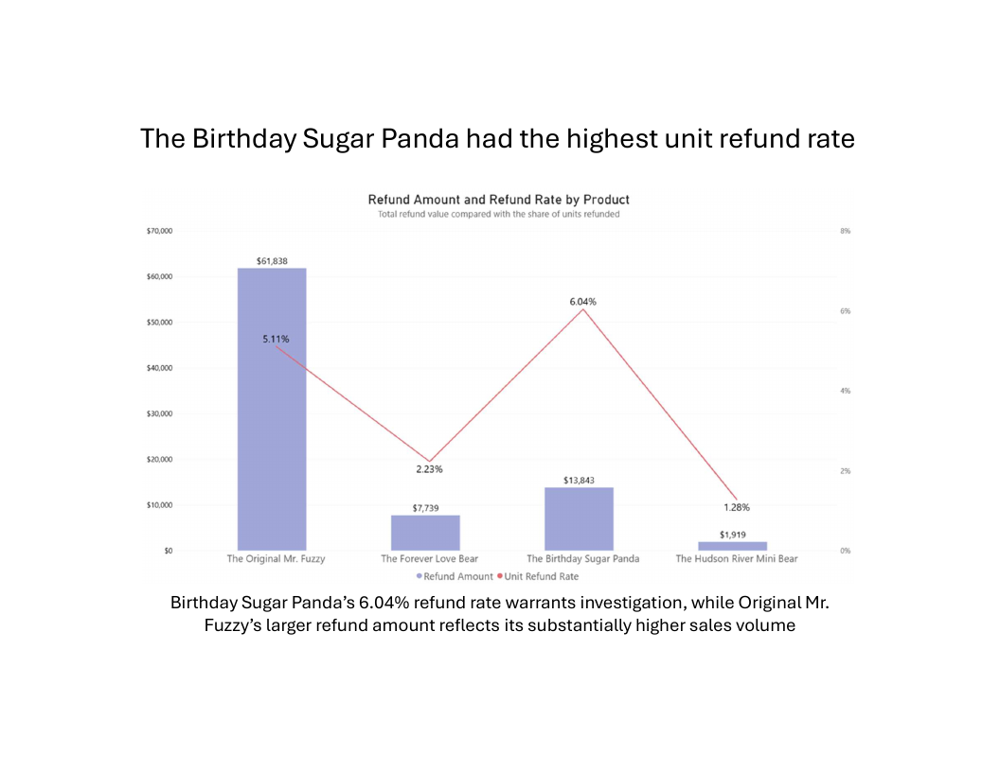 The Birthday Sugar Panda had the highest unit refund rate
Refund Amount and Refund Rate by Product
Total refund value compared with the share of units refunded
$70,000
8%
$61,838
$60,000
6.04%
6%
$50,000
5.11%
$40,000
4%
$30,000
$20,000
2%
2.23%
$13,843
$10,000
$7,739
1.28%
$1,919
$0
0%
The Original Mr. Fuzzy
The Forever Love Bear
The Birthday Sugar Panda
The Hudson River Mini Bear
Refund Amount
Unit Refund Rate
Birthday Sugar Panda’s 6.04% refund rate warrants investigation, while Original Mr.
Fuzzy’s larger refund amount reflects its substantially higher sales volume